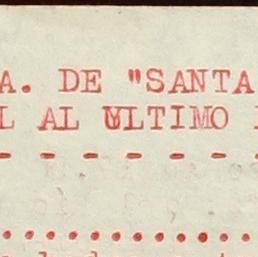 A. DE "SANTA
L AL ULTIMO
- - - - - -
. . . . . . . . . . . . .